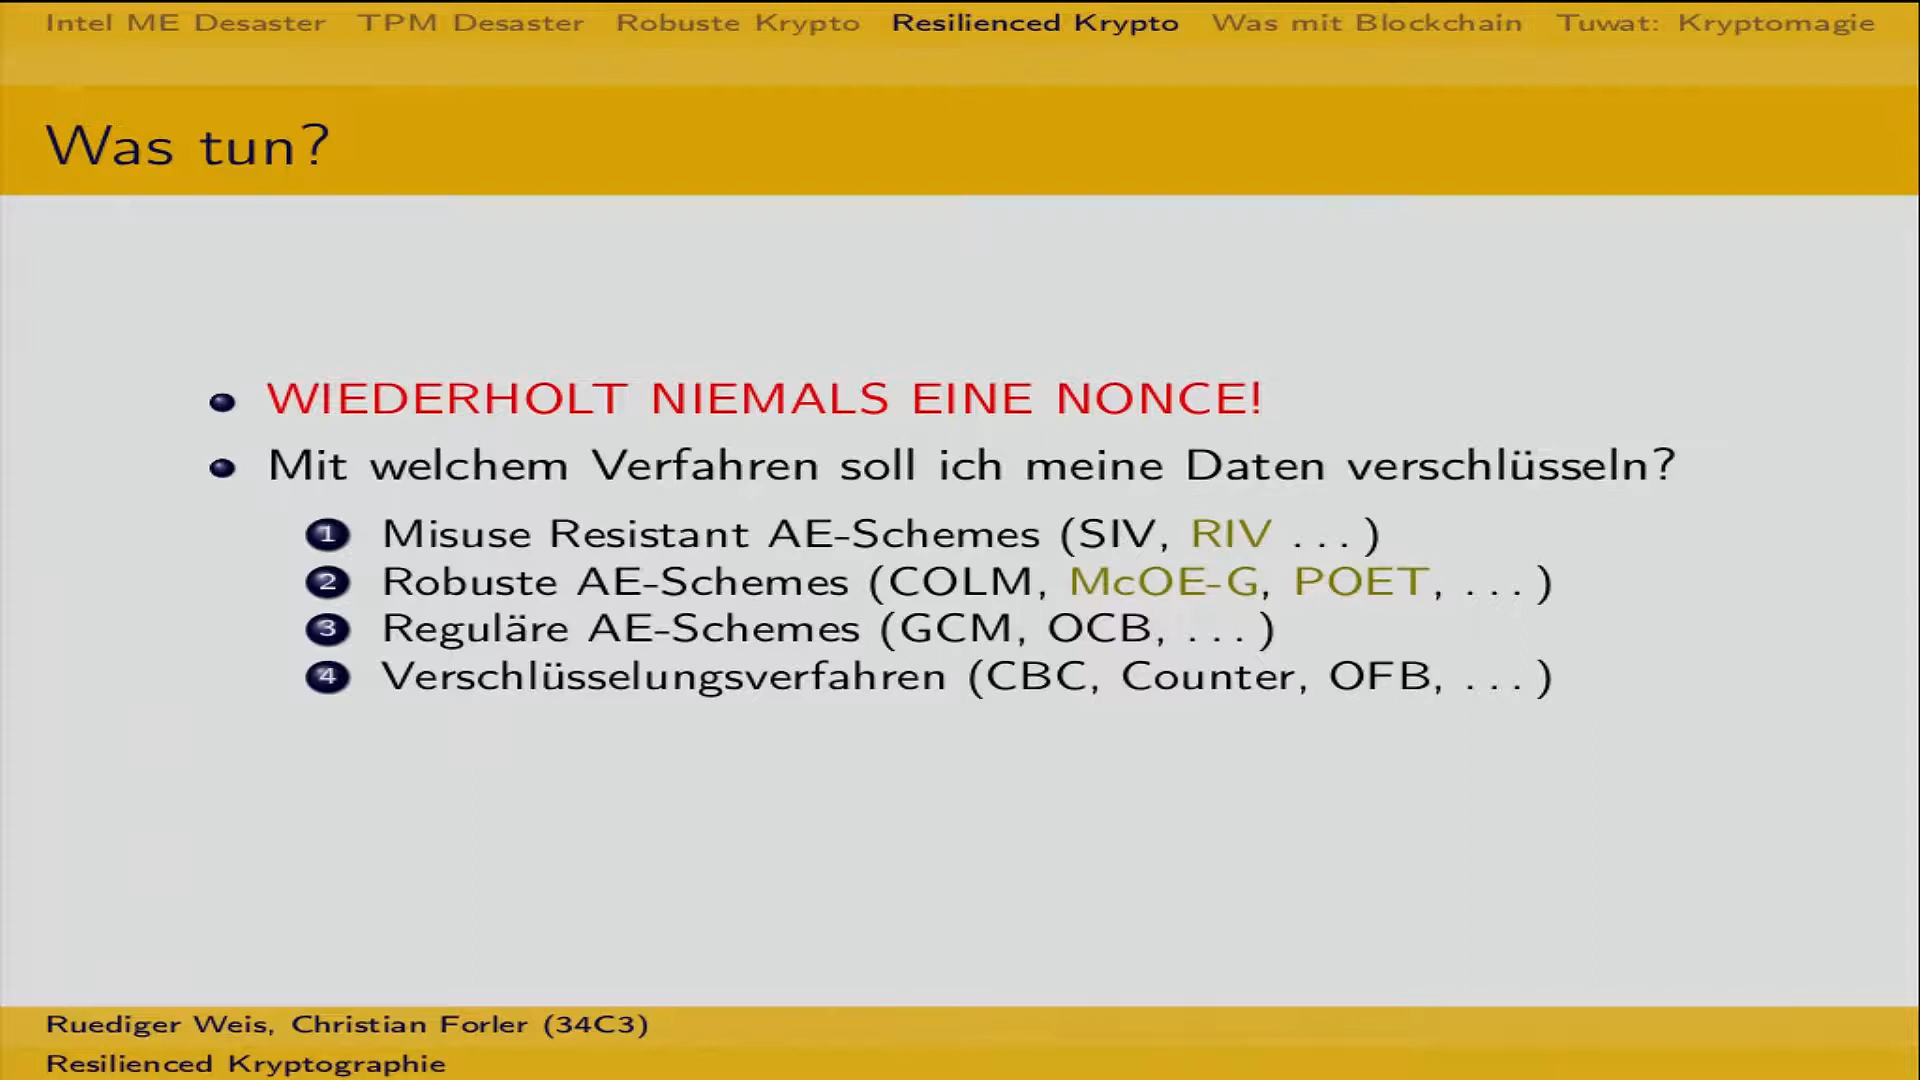 Intel ME Desaster TPM Desaster Robuste Krypto Resilienced Krypto Was mit Blockchain Tuwat: Kryptomagie
Was tun?
WIEDERHOLT NIEMALS EINE NONCE!
Mit welchem Verfahren soll ich meine Daten verschlüsseln?
1 Misuse Resistant AE-Schemes (SIV, RIV ...)
2 Robuste AE-Schemes (COLM, McOE-G, POET, ...)
3 Reguläre AE-Schemes (GCM, OCB, ...)
4 Verschlüsselungsverfahren (CBC, Counter, OFB, ...)
Ruediger Weis, Christian Forler (34C3)
Resilienced Kryptographie